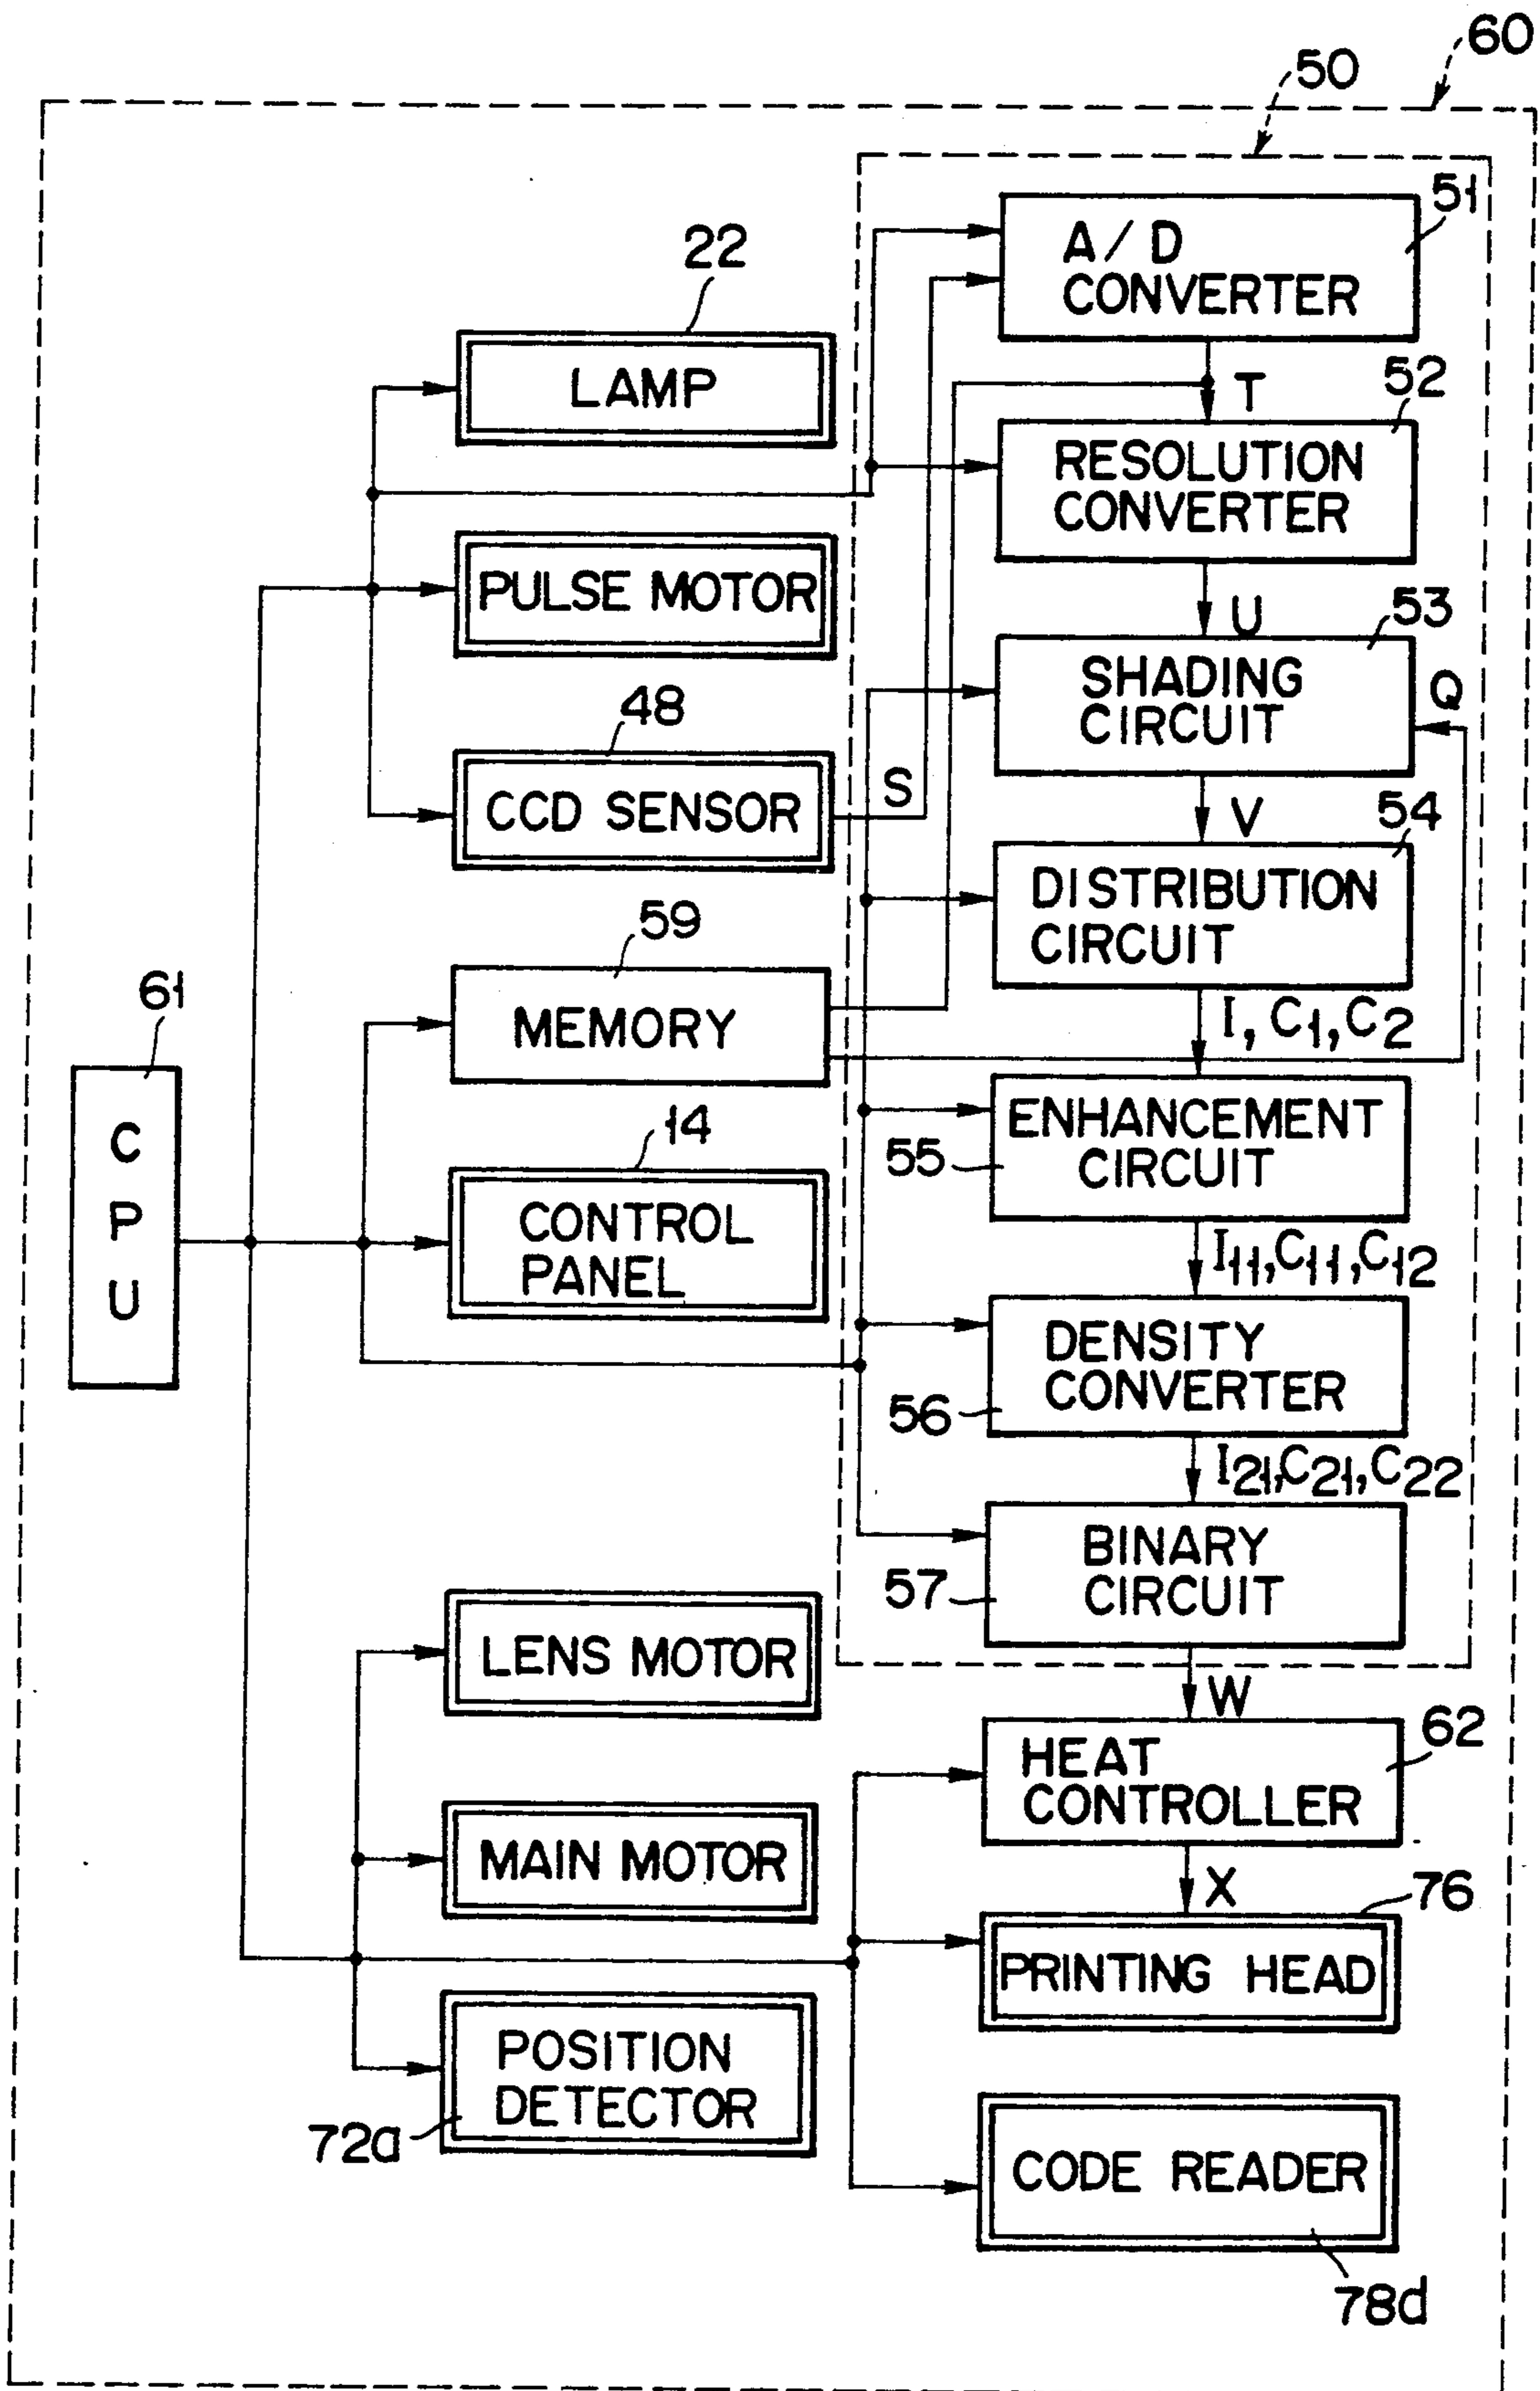 60
50
51
A/D
CONVERTER
22
LAMP
T
52
RESOLUTION
CONVERTER
PULSE MOTOR
U
53
SHADING
CIRCUIT
Q
48
CCD SENSOR
S
V
54
DISTRIBUTION
CIRCUIT
59
MEMORY
I, C1, C2
61
C
P
U
14
CONTROL
PANEL
ENHANCEMENT
CIRCUIT
55
I11, C11, C12
DENSITY
CONVERTER
56
I21, C21, C22
BINARY
CIRCUIT
57
LENS MOTOR
W
62
HEAT
CONTROLLER
MAIN MOTOR
X
76
PRINTING HEAD
POSITION
DETECTOR
72a
CODE READER
78d